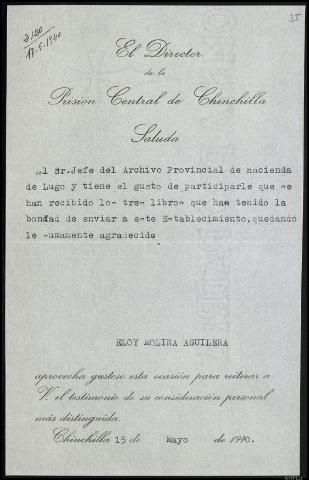 35
2120
17-5-1940
El Director
de la
Prisión Central de Chinchilla
Saluda
al Sr.Jefe del Archivo Provincial de Hacienda
de Lugo y tiene el gusto de participarle que se
han recibido los tres libros que han tenido la
bondad de enviar a este Establecimiento,quedando
le sumamente agradecido
ELOY MOLINA AGUILERA
aprovecha gustoso esta ocasión para reiterar a
V. el testimonio de su consideración personal
más distinguida.
Chinchilla 15 de Mayo de 1940.